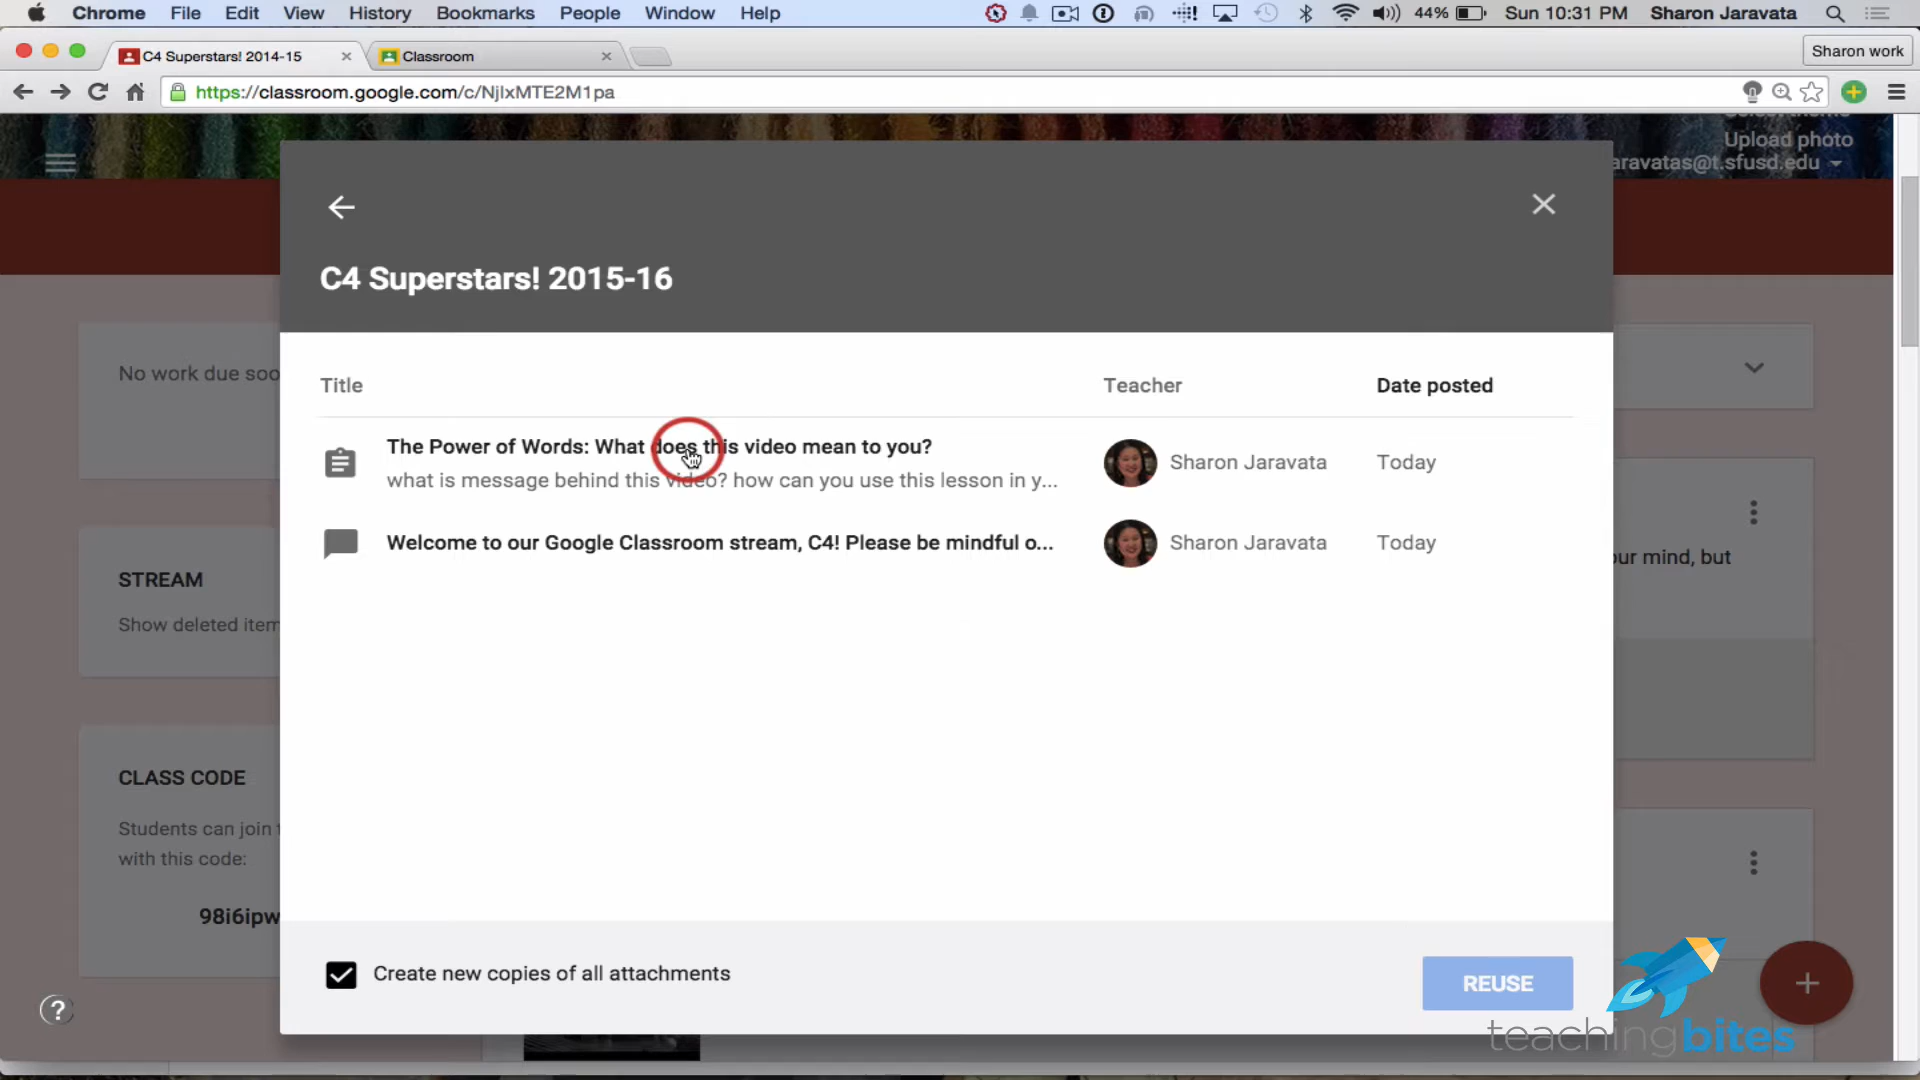 Chrome File Edit View History Bookmarks People Window Help 44% Sun 10:31 PM Sharon Jaravata
C4 Superstars! 2014-15 Classroom Sharon work
https://classroom.google.com/c/NjIxMTE2M1pa
Upload photo
aravatas@t.sfusd.edu
C4 Superstars! 2015-16
No work due soo
Title Teacher Date posted
The Power of Words: What does this video mean to you?
what is message behind this video? how can you use this lesson in y...
Sharon Jaravata Today
Welcome to our Google Classroom stream, C4! Please be mindful o...
Sharon Jaravata Today
our mind, but
STREAM
Show deleted item
CLASS CODE
Students can join t
with this code:
98i6ipw
Create new copies of all attachments
REUSE
teachingbites